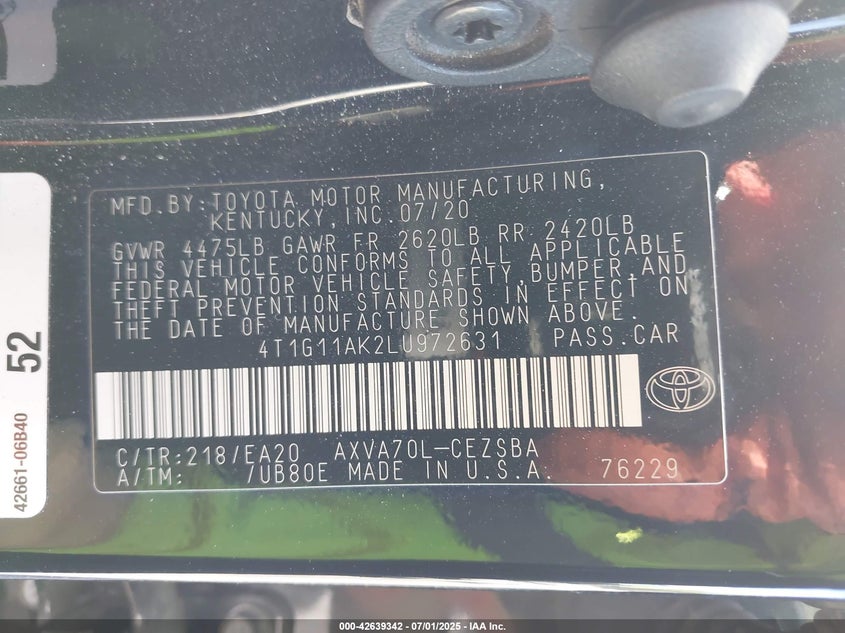 MFD.BY:TOYOTA MOTOR MANUFACTURING,
KENTUCKY,INC.07/20
GVWR 4475LB GAWR FR 2620LB RR 2420LB
THIS VEHICLE CONFORMS TO ALL APPLICABLE
FEDERAL MOTOR VEHICLE SAFETY,BUMPER,AND
THEFT PREVENTION STANDARDS IN EFFECT ON
THE DATE OF MANUFACTURING SHOWN ABOVE.
4T1G11AK2LU972631 PASS.CAR
C/TR:218/EA20 AXVA70L-CEZSBA
A/TM: /UB80E MADE IN U.S.A. 76229
52
42661-06B40
000-42639342 / 07/01/2025 - IAA Inc.